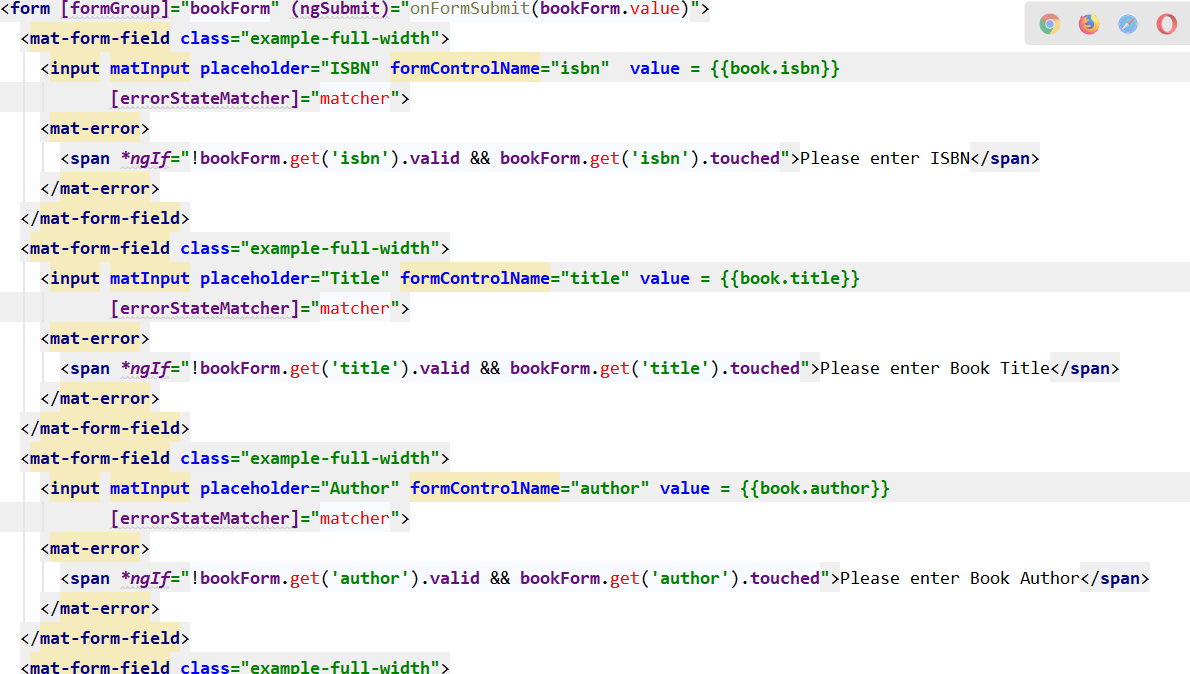 <form [formGroup]="bookForm" (ngSubmit)="onFormSubmit(bookForm.value)">
  <mat-form-field class="example-full-width">
    <input matInput placeholder="ISBN" formControlName="isbn"  value = {{book.isbn}}
           [errorStateMatcher]="matcher">
    <mat-error>
      <span *ngIf="!bookForm.get('isbn').valid && bookForm.get('isbn').touched">Please enter ISBN</span>
    </mat-error>
  </mat-form-field>
  <mat-form-field class="example-full-width">
    <input matInput placeholder="Title" formControlName="title" value = {{book.title}}
           [errorStateMatcher]="matcher">
    <mat-error>
      <span *ngIf="!bookForm.get('title').valid && bookForm.get('title').touched">Please enter Book Title</span>
    </mat-error>
  </mat-form-field>
  <mat-form-field class="example-full-width">
    <input matInput placeholder="Author" formControlName="author" value = {{book.author}}
           [errorStateMatcher]="matcher">
    <mat-error>
      <span *ngIf="!bookForm.get('author').valid && bookForm.get('author').touched">Please enter Book Author</span>
    </mat-error>
  </mat-form-field>
  <mat-form-field class="example-full-width">